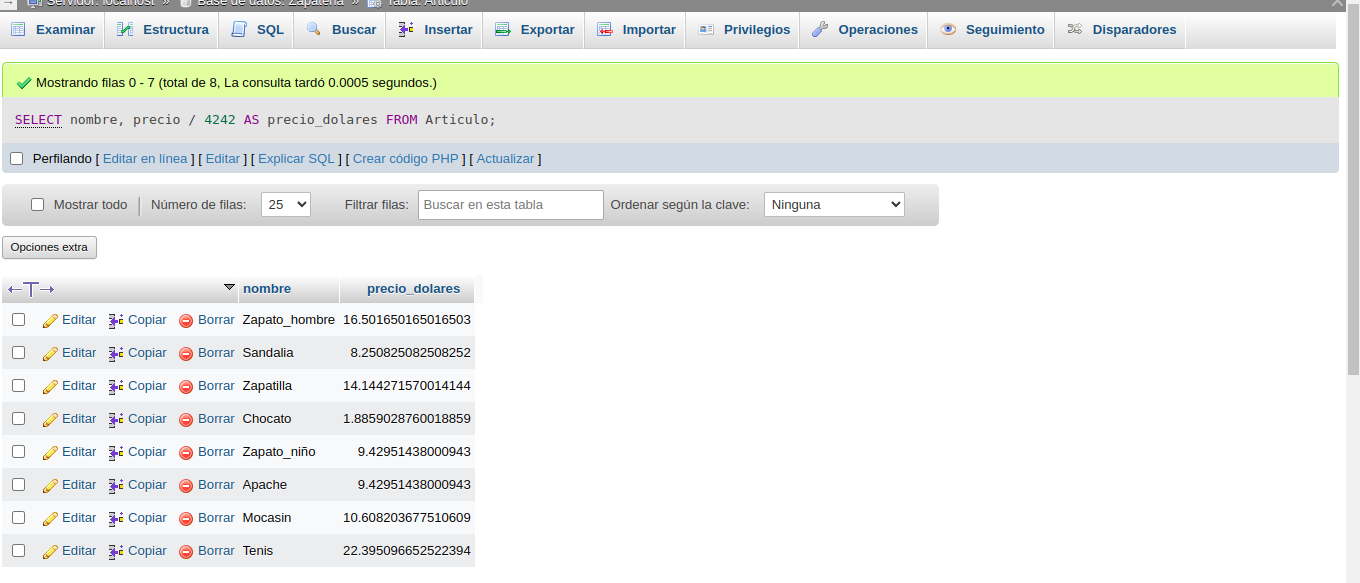 Servidor: localhost » Base de datos: Zapateria » Tabla: Articulo
Examinar Estructura SQL Buscar Insertar Exportar Importar Privilegios Operaciones Seguimiento Disparadores
Mostrando filas 0 - 7 (total de 8, La consulta tardó 0.0005 segundos.)
SELECT nombre, precio / 4242 AS precio_dolares FROM Articulo;
Perfilando [ Editar en línea ] [ Editar ] [ Explicar SQL ] [ Crear código PHP ] [ Actualizar ]
Mostrar todo | Número de filas: 25 Filtrar filas: Buscar en esta tabla Ordenar según la clave: Ninguna
Opciones extra
←T→ nombre precio_dolares
Editar Copiar Borrar Zapato_hombre 16.501650165016503
Editar Copiar Borrar Sandalia 8.250825082508252
Editar Copiar Borrar Zapatilla 14.144271570014144
Editar Copiar Borrar Chocato 1.8859028760018859
Editar Copiar Borrar Zapato_niño 9.42951438000943
Editar Copiar Borrar Apache 9.42951438000943
Editar Copiar Borrar Mocasin 10.608203677510609
Editar Copiar Borrar Tenis 22.395096652522394